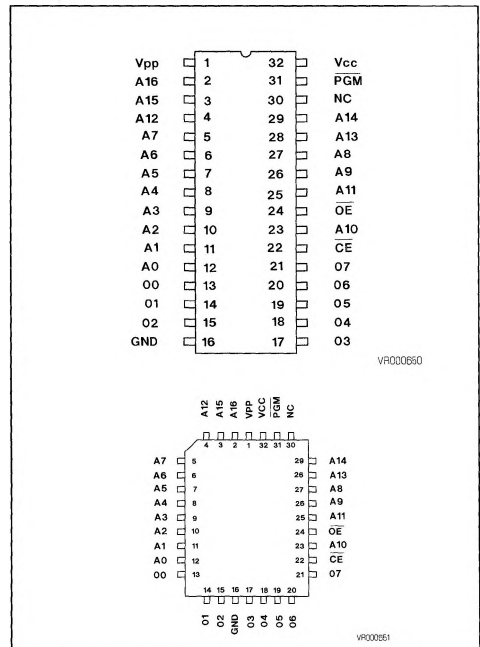 Vpp 1 32 Vcc
A16 2 31 PGM
A15 3 30 NC
A12 4 29 A14
A7 5 28 A13
A6 6 27 A8
A5 7 26 A9
A4 8 25 A11
A3 9 24 OE
A2 10 23 A10
A1 11 22 CE
A0 12 21 07
00 13 20 06
01 14 19 05
02 15 18 04
GND 16 17 03
VR000660
A12 A15 A16 VPP VCC PGM NC
4 3 2 1 32 31 30
A7 5 29 A14
A6 6 28 A13
A5 7 27 A8
A4 8 26 A9
A3 9 25 A11
A2 10 24 OE
A1 11 23 A10
A0 12 22 CE
00 13 21 07
14 15 16 17 18 19 20
01 02 GND 03 04 05 06
VR000661